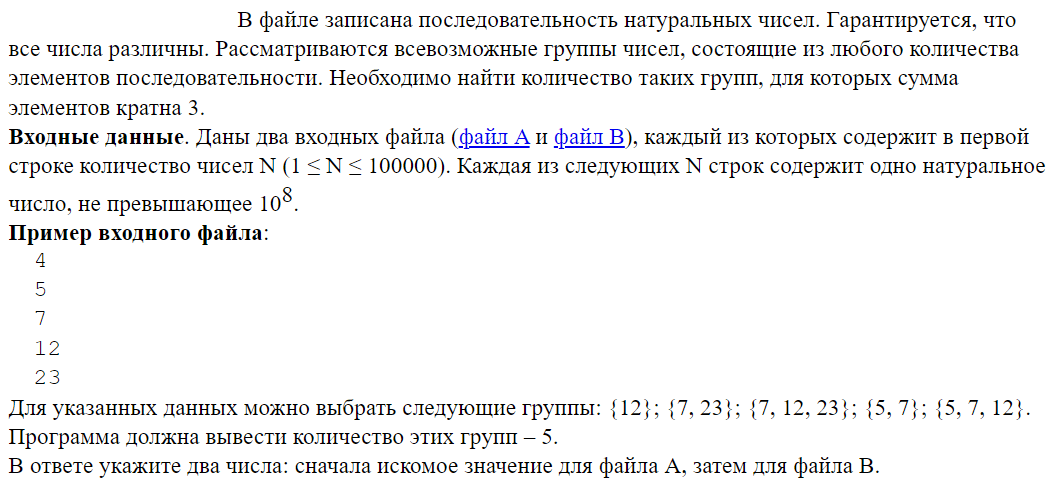 В файле записана последовательность натуральных чисел. Гарантируется, что
все числа различны. Рассматриваются всевозможные группы чисел, состоящие из любого количества
элементов последовательности. Необходимо найти количество таких групп, для которых сумма
элементов кратна 3.
Входные данные. Даны два входных файла (файл A и файл B), каждый из которых содержит в первой
строке количество чисел N (1 ≤ N ≤ 100000). Каждая из следующих N строк содержит одно натуральное
число, не превышающее 10⁸.
Пример входного файла:
4
5
7
12
23
Для указанных данных можно выбрать следующие группы: {12}; {7, 23}; {7, 12, 23}; {5, 7}; {5, 7, 12}.
Программа должна вывести количество этих групп – 5.
В ответе укажите два числа: сначала искомое значение для файла А, затем для файла B.